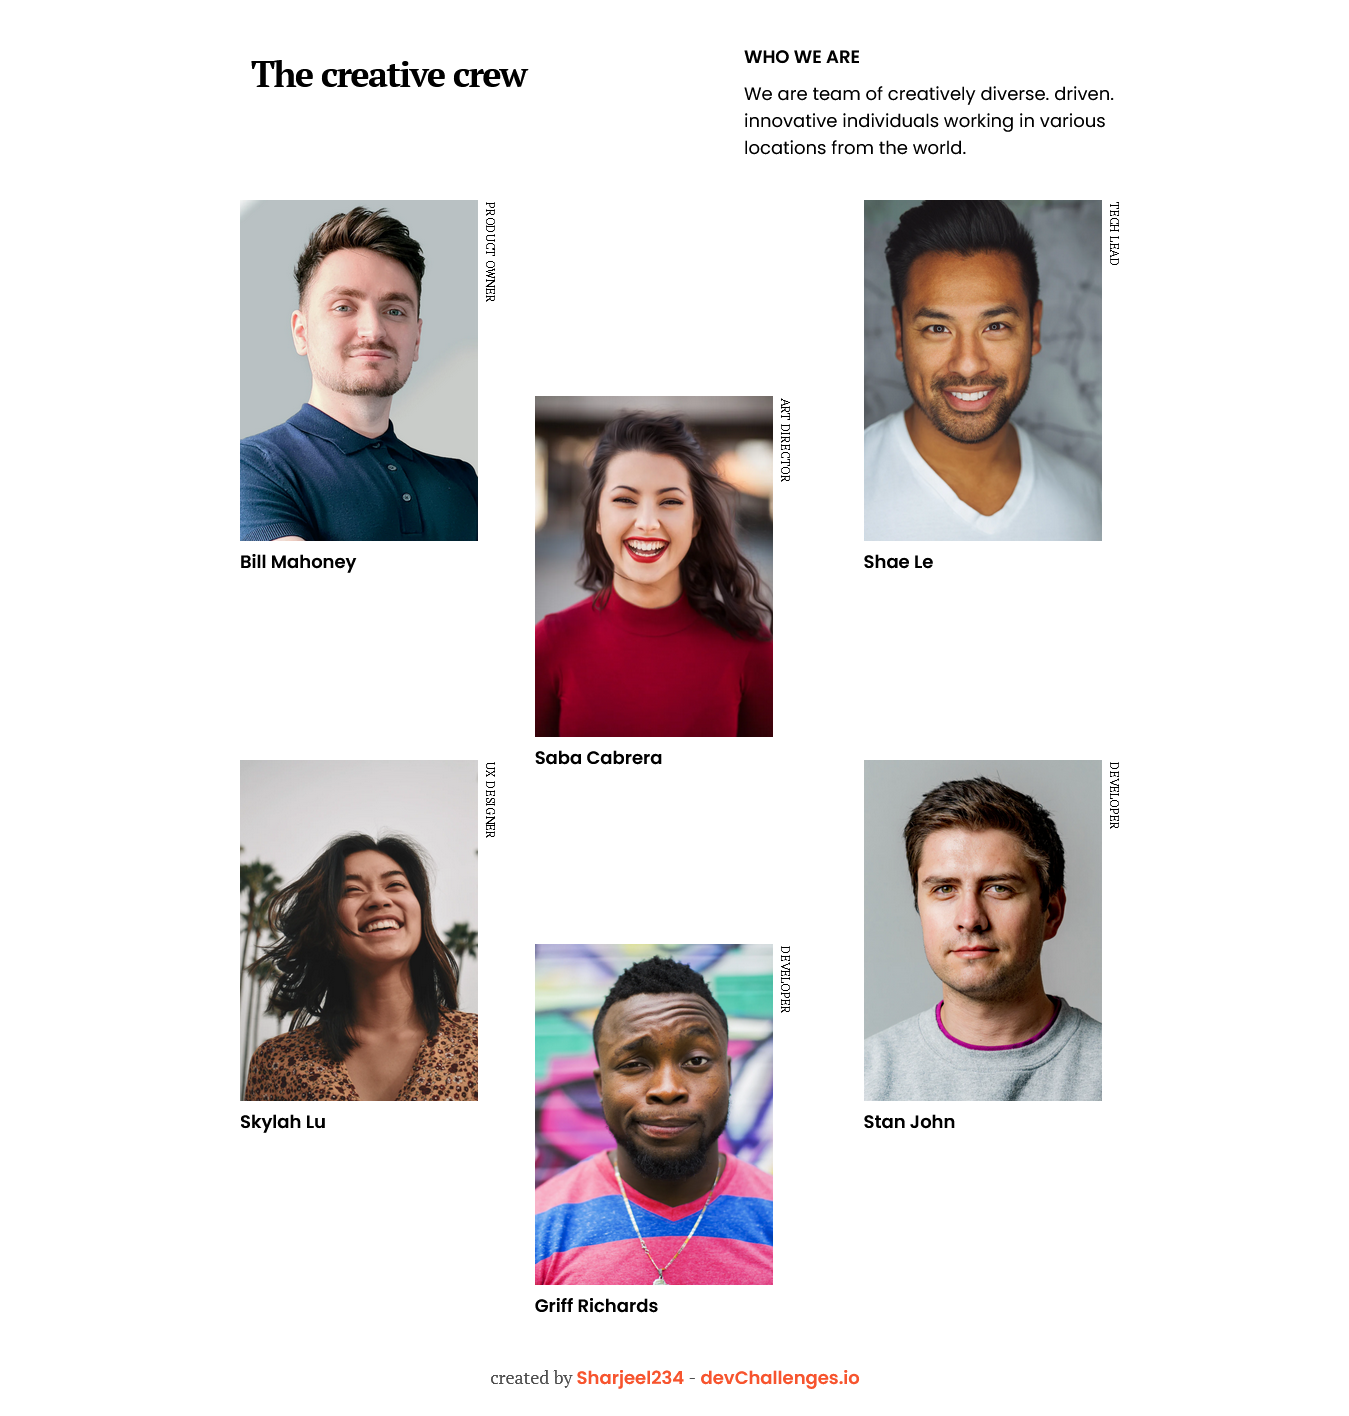 The creative crew
WHO WE ARE
We are team of creatively diverse. driven.
innovative individuals working in various
locations from the world.
PRODUCT OWNER
Bill Mahoney
ART DIRECTOR
Saba Cabrera
TECH LEAD
Shae Le
UX DESIGNER
Skylah Lu
DEVELOPER
Griff Richards
DEVELOPER
Stan John
created by Sharjeel234 - devChallenges.io